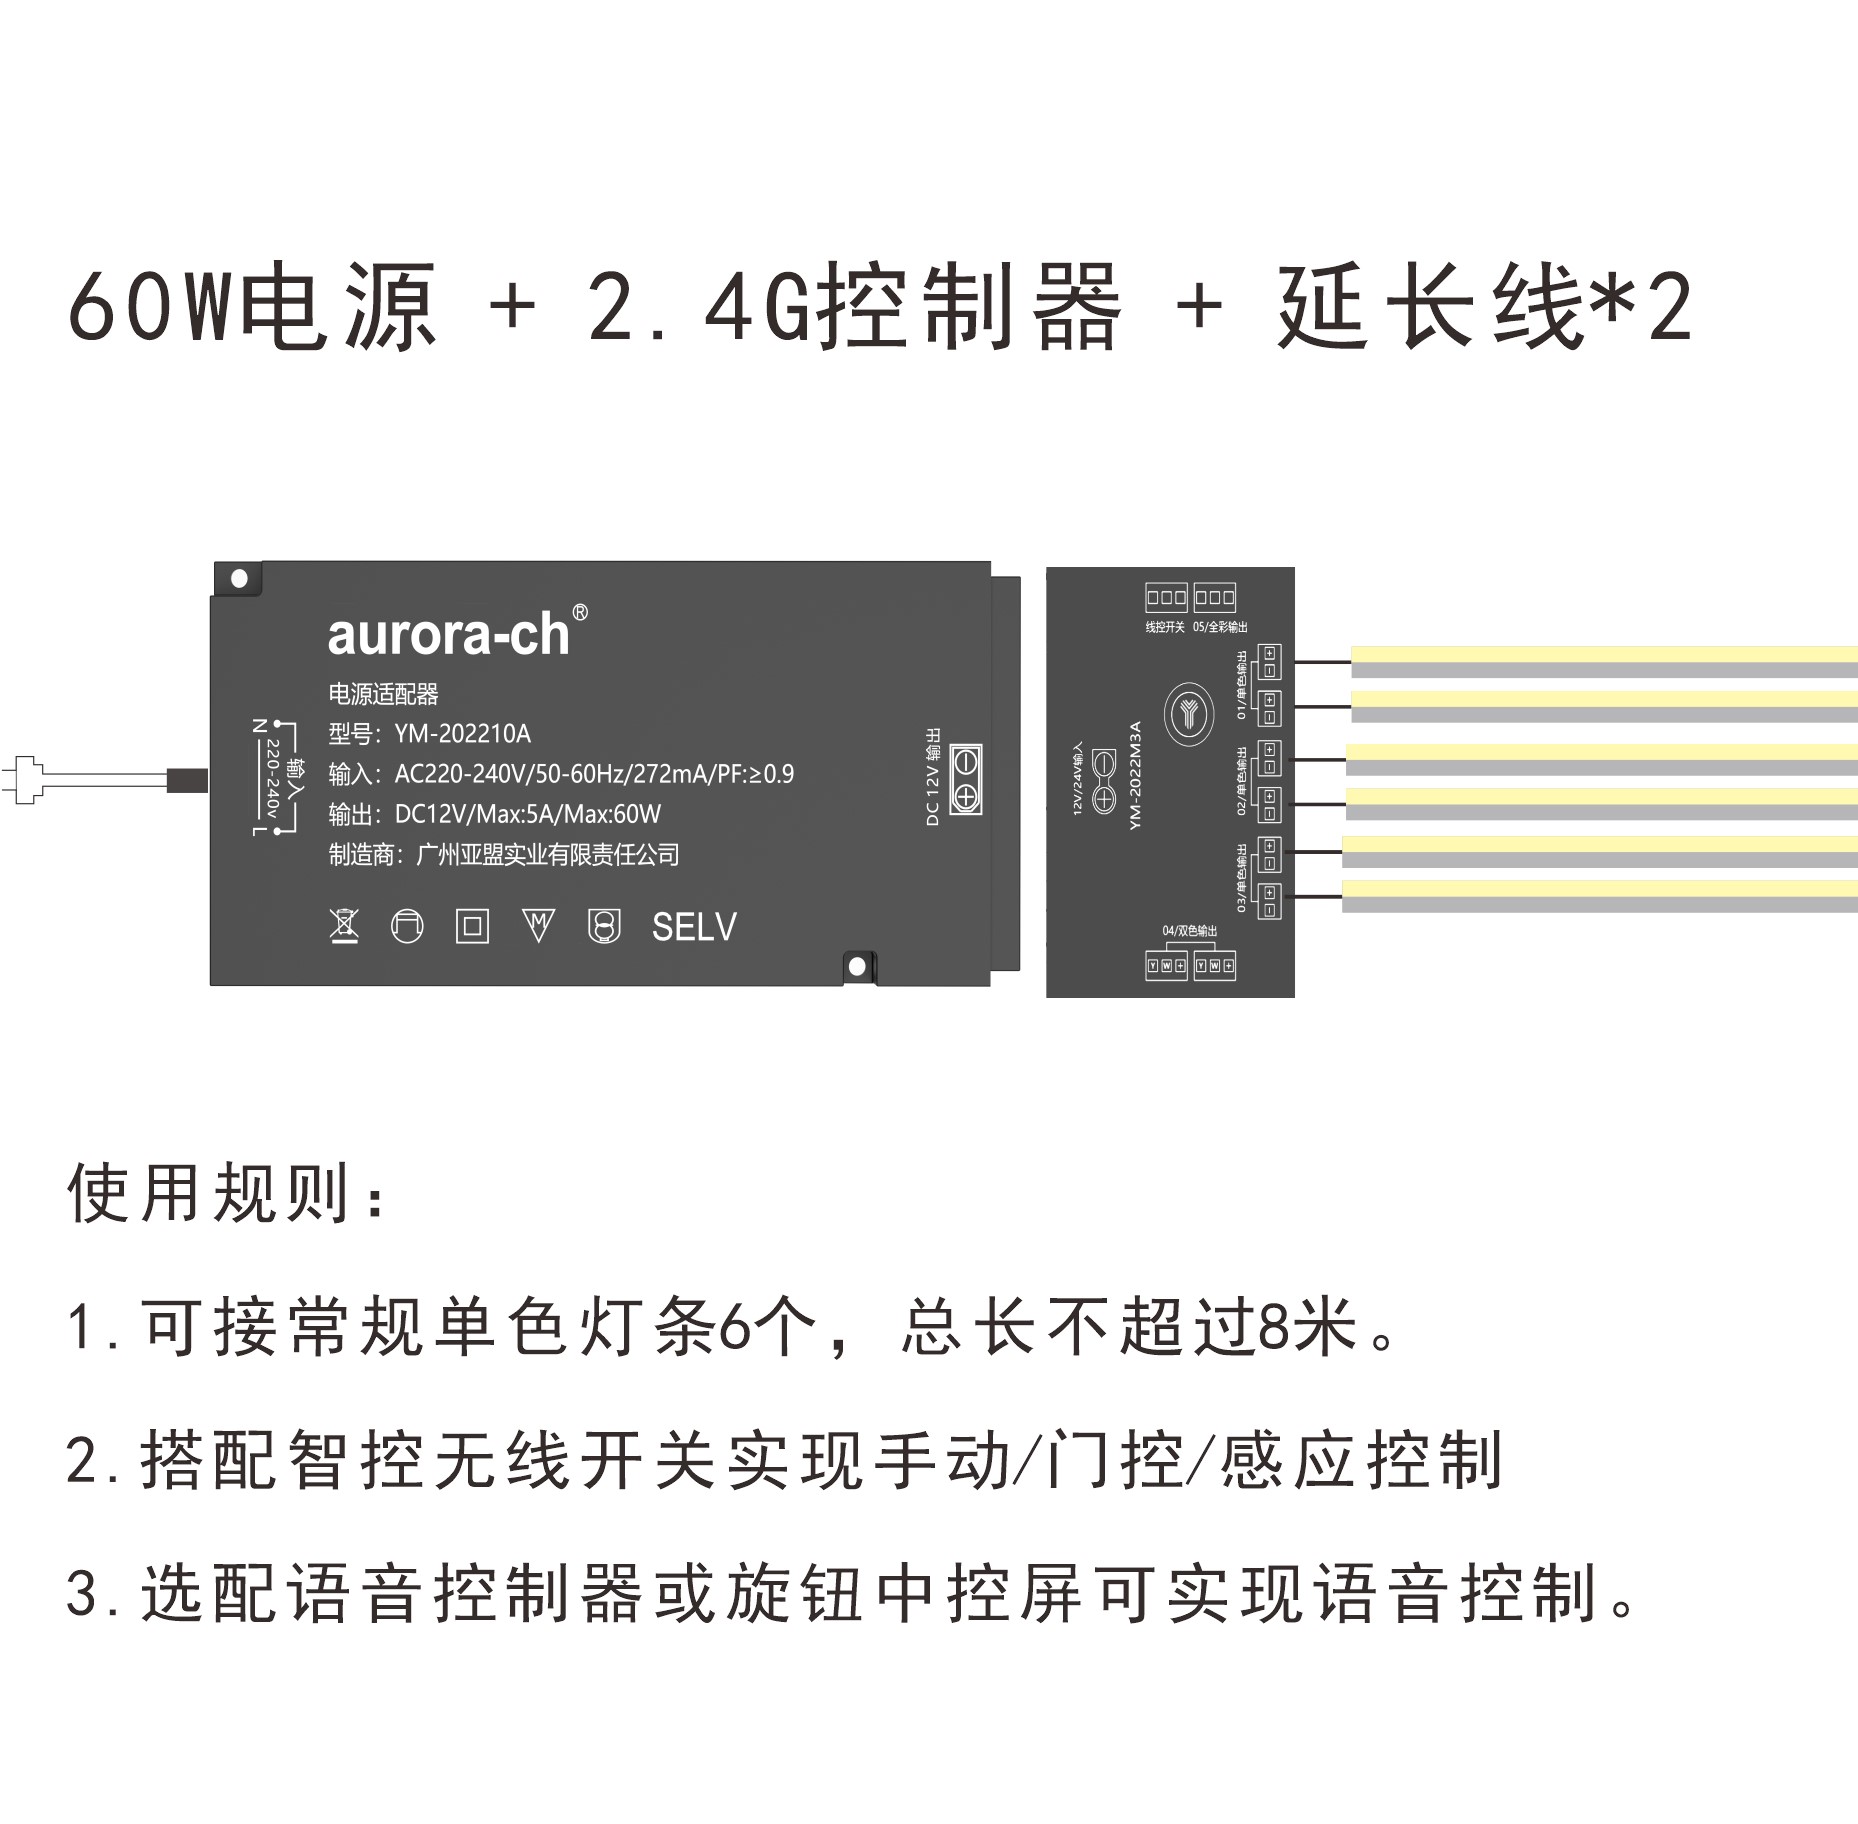 60W电源 + 2.4G控制器 + 延长线*2
aurora-ch®
电源适配器
型号：YM-202210A
输入：AC220-240V/50-60Hz/272mA/PF:≥0.9
输出：DC12V/Max:5A/Max:60W
制造商：广州亚盟实业有限责任公司
SELV
N
输入
220-240v
L
DC 12V 输出
线控开关
05/全彩输出
01/单色输出
02/单色输出
03/单色输出
12V/24V输入
YM-2022M3A
04/双色输出
Y W + Y W +
使用规则：
1.可接常规单色灯条6个，总长不超过8米。
2.搭配智控无线开关实现手动/门控/感应控制
3.选配语音控制器或旋钮中控屏可实现语音控制。